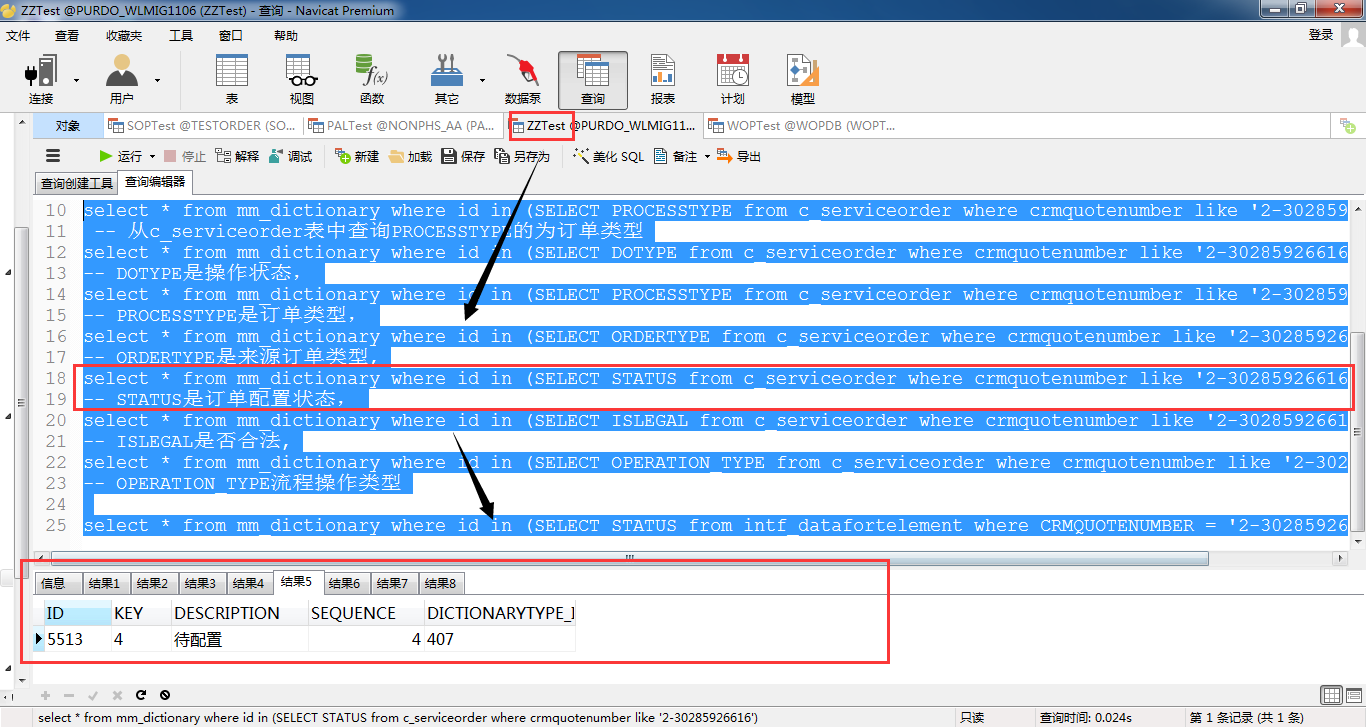 ZZTest @PURDO_WLMIG1106 (ZZTest) - 查询 - Navicat Premium
文件 查看 收藏夹 工具 窗口 帮助 登录
连接 用户 表 视图 函数 其它 数据泵 查询 报表 计划 模型
对象 SOPTest @TESTORDER (SO... PALTest @NONPHS_AA (PA... ZZTest @PURDO_WLMIG11... WOPTest @WOPDB (WOPT...
运行 停止 解释 调试 新建 加载 保存 另存为 美化 SQL 备注 导出
查询创建工具 查询编辑器
10 select * from mm_dictionary where id in (SELECT PROCESSTYPE from c_serviceorder where crmquotenumber like '2-302859
11 -- 从c_serviceorder表中查询PROCESSTYPE的为订单类型
12 select * from mm_dictionary where id in (SELECT DOTYPE from c_serviceorder where crmquotenumber like '2-30285926616
13 -- DOTYPE是操作状态，
14 select * from mm_dictionary where id in (SELECT PROCESSTYPE from c_serviceorder where crmquotenumber like '2-302859
15 -- PROCESSTYPE是订单类型，
16 select * from mm_dictionary where id in (SELECT ORDERTYPE from c_serviceorder where crmquotenumber like '2-30285926
17 -- ORDERTYPE是来源订单类型，
18 select * from mm_dictionary where id in (SELECT STATUS from c_serviceorder where crmquotenumber like '2-30285926616
19 -- STATUS是订单配置状态，
20 select * from mm_dictionary where id in (SELECT ISLEGAL from c_serviceorder where crmquotenumber like '2-3028592661
21 -- ISLEGAL是否合法，
22 select * from mm_dictionary where id in (SELECT OPERATION_TYPE from c_serviceorder where crmquotenumber like '2-302
23 -- OPERATION_TYPE流程操作类型
24
25 select * from mm_dictionary where id in (SELECT STATUS from intf_datafortelement where CRMQUOTENUMBER = '2-30285926
信息 结果1 结果2 结果3 结果4 结果5 结果6 结果7 结果8
ID KEY DESCRIPTION SEQUENCE DICTIONARYTYPE_I
5513 4 待配置 4 407
select * from mm_dictionary where id in (SELECT STATUS from c_serviceorder where crmquotenumber like '2-30285926616') 只读 查询时间: 0.024s 第 1 条记录 (共 1 条)